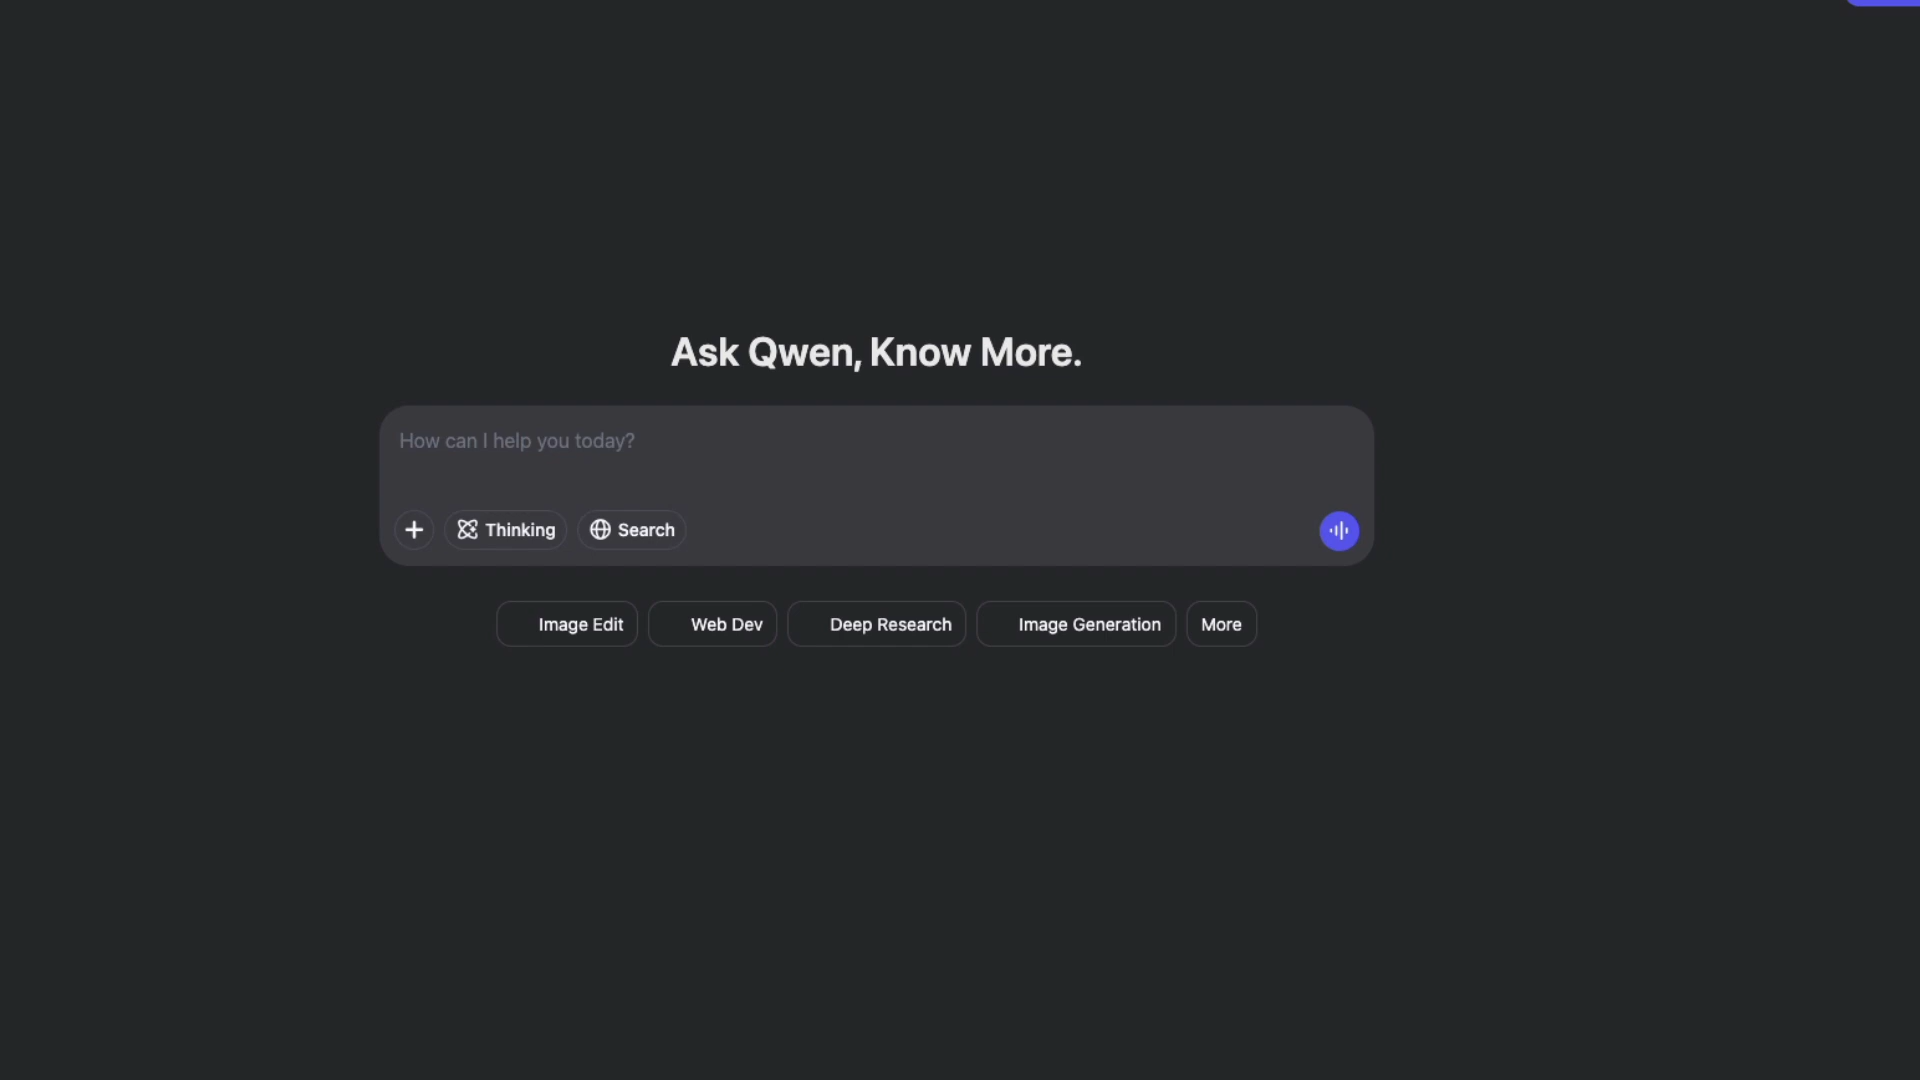 Ask Qwen, Know More.
How can I help you today?
Thinking Search
Image Edit Web Dev Deep Research Image Generation More